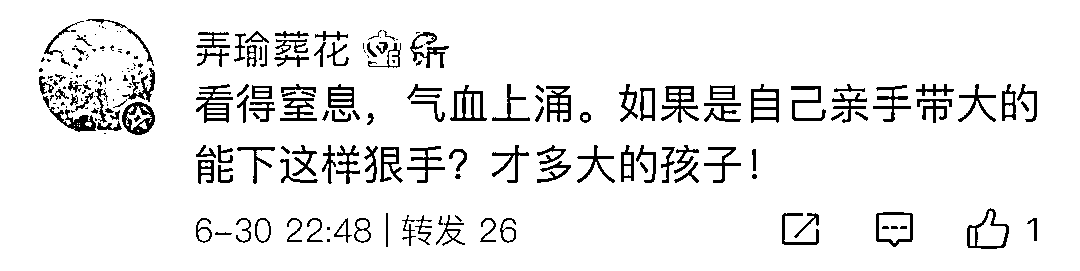 弄瑜葬花
看得窒息，气血上涌。如果是自己亲手带大的
能下这样狠手？才多大的孩子！
6-30 22:48 | 转发 26
1